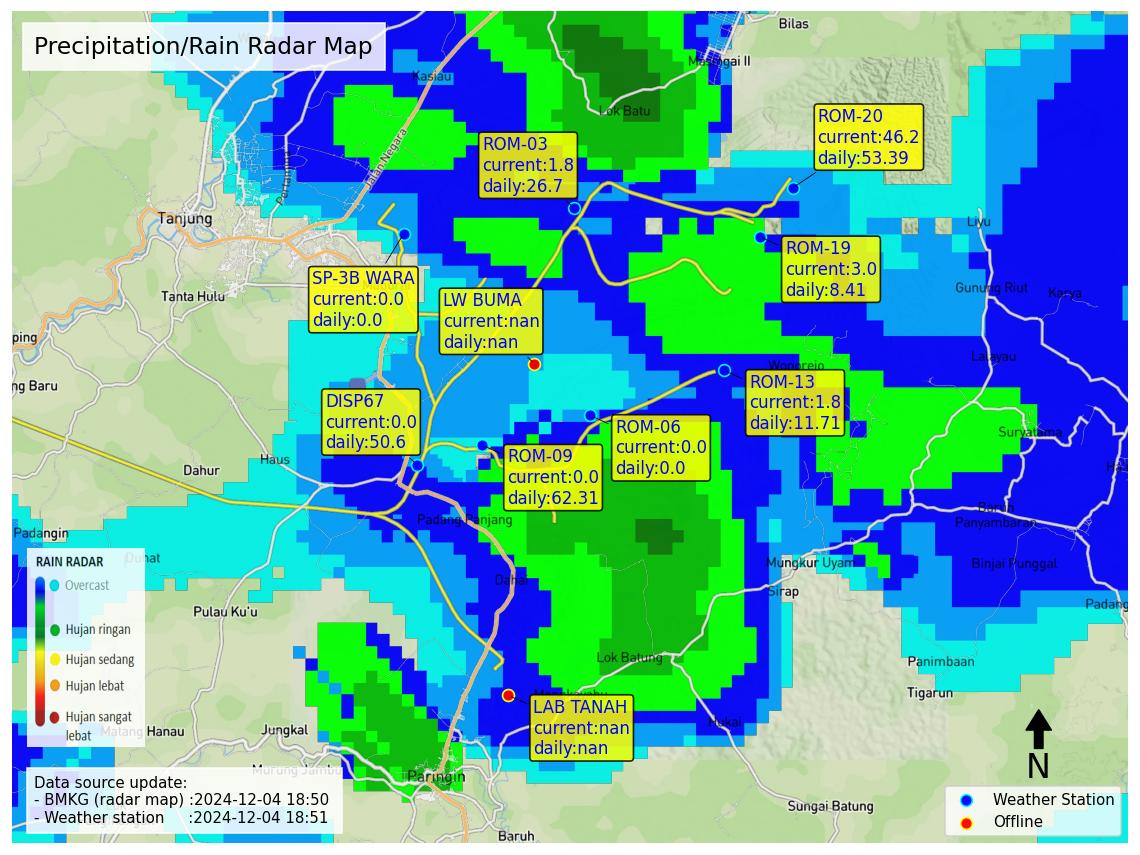 Precipitation/Rain Radar Map
Bilas
Kasiau
Lok Batu
Jalan Negara
Tanjung
Tanta Hulu
ROM-03
current:1.8
daily:26.7
ROM-20
current:46.2
daily:53.39
ROM-19
current:3.0
daily:8.41
SP-3B WARA
current:0.0
daily:0.0
LW BUMA
current:nan
daily:nan
Liyu
Gunung Riut
Karya
Lalayau
ping
ng Baru
Wonorejo
ROM-13
current:1.8
daily:11.71
DISP67
current:0.0
daily:50.6
ROM-06
current:0.0
daily:0.0
ROM-09
current:0.0
daily:62.31
Suryatama
Haus
Dahur
Padang Panjang
Panyambaran
Padangin
Dahai
Mungkur Uyam
Binjai Punggal
Sirap
Padang
Pulau Ku'u
Lok Batung
Panimbaan
Tigarun
RAIN RADAR
Overcast
Hujan ringan
Hujan sedang
Hujan lebat
Hujan sangat
lebat
LAB TANAH
current:nan
daily:nan
Hukai
Matang Hanau
Jungkal
Murung Jambu
Paringin
Sungai Batung
Baruh
N
Data source update:
- BMKG (radar map) :2024-12-04 18:50
- Weather station :2024-12-04 18:51
Weather Station
Offline